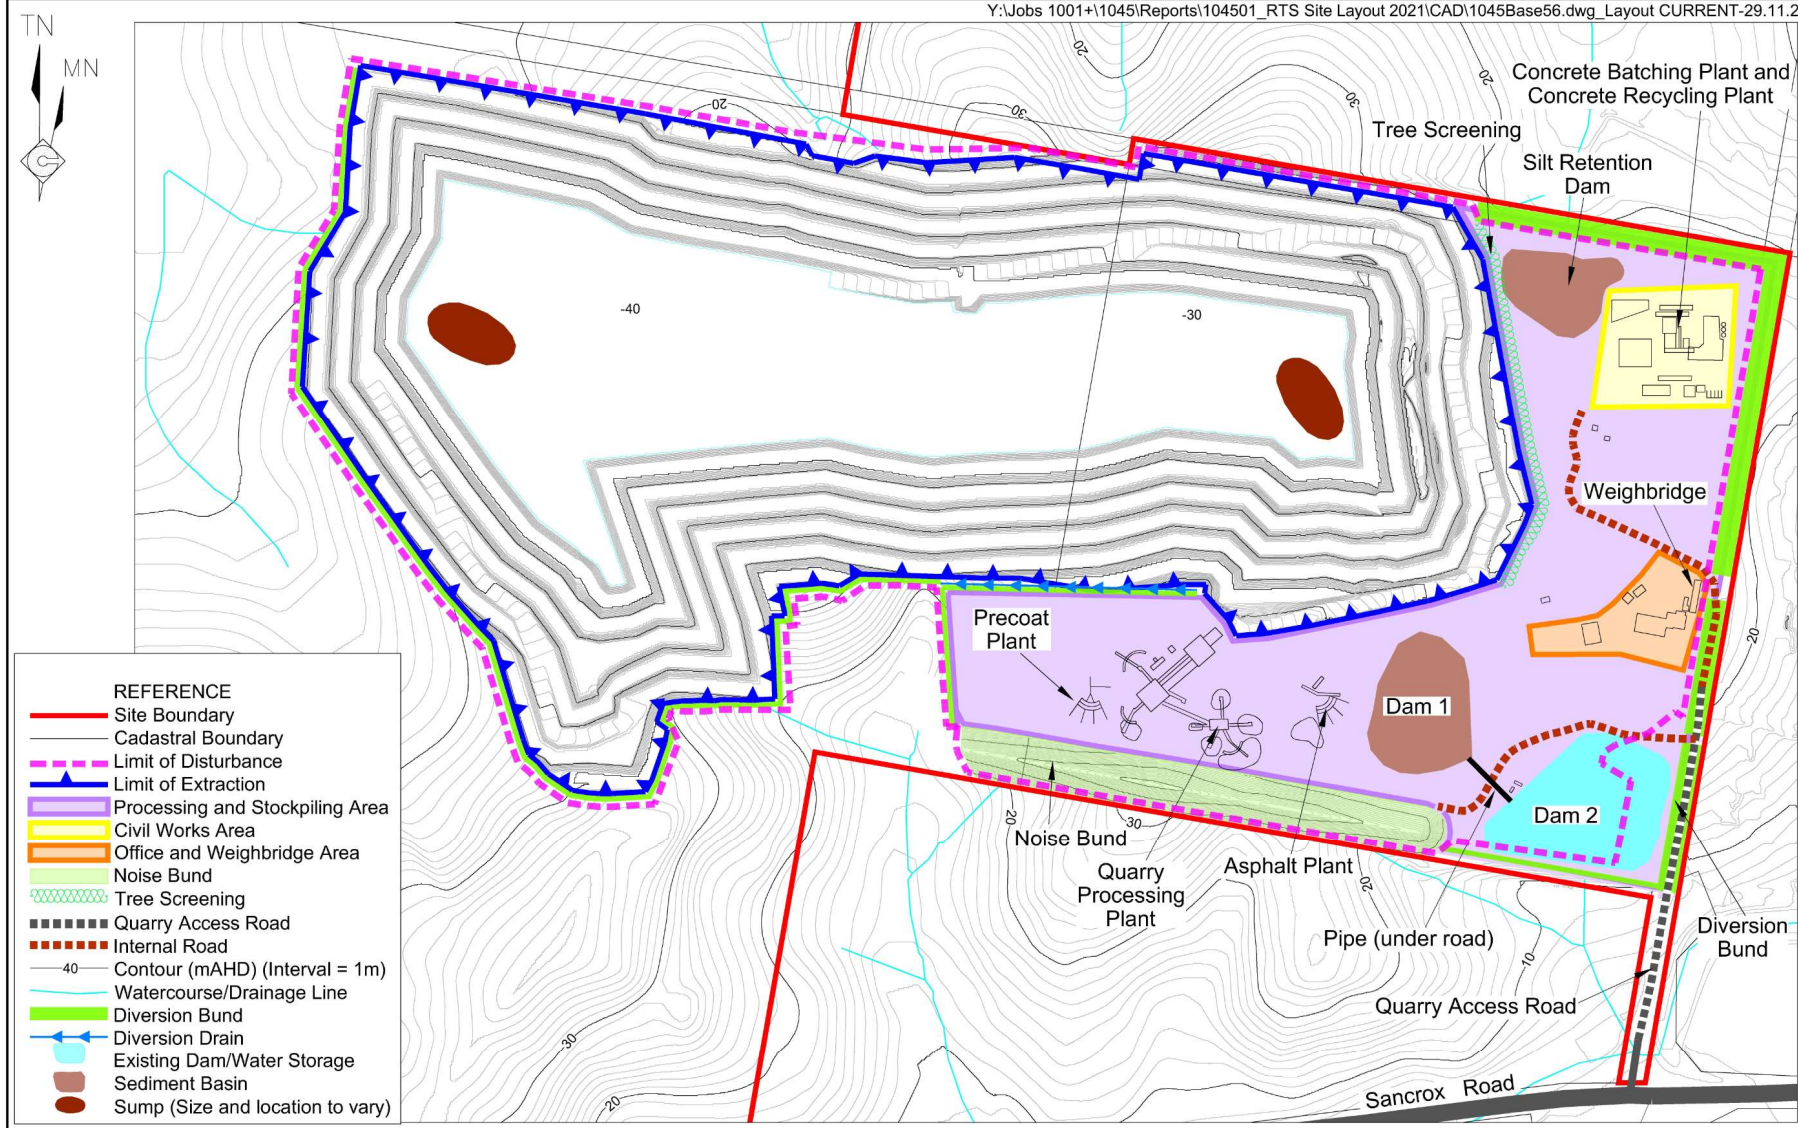 Y:\Jobs 1001+\1045\Reports\104501_RTS Site Layout 2021\CAD\1045Base56.dwg_Layout CURRENT-29.11.2
TN
MN
20
20
20
30
30
Concrete Batching Plant and
Concrete Recycling Plant
Tree Screening
Silt Retention
Dam
-40
-30
Weighbridge
20
Precoat
Plant
Dam 1
Dam 2
20
30
Noise Bund
Quarry
Processing
Plant
Asphalt Plant
20
Pipe (under road)
10
Diversion
Bund
Quarry Access Road
30
20
Sancrox Road
REFERENCE
Site Boundary
Cadastral Boundary
Limit of Disturbance
Limit of Extraction
Processing and Stockpiling Area
Civil Works Area
Office and Weighbridge Area
Noise Bund
Tree Screening
Quarry Access Road
Internal Road
40 Contour (mAHD) (Interval = 1m)
Watercourse/Drainage Line
Diversion Bund
Diversion Drain
Existing Dam/Water Storage
Sediment Basin
Sump (Size and location to vary)